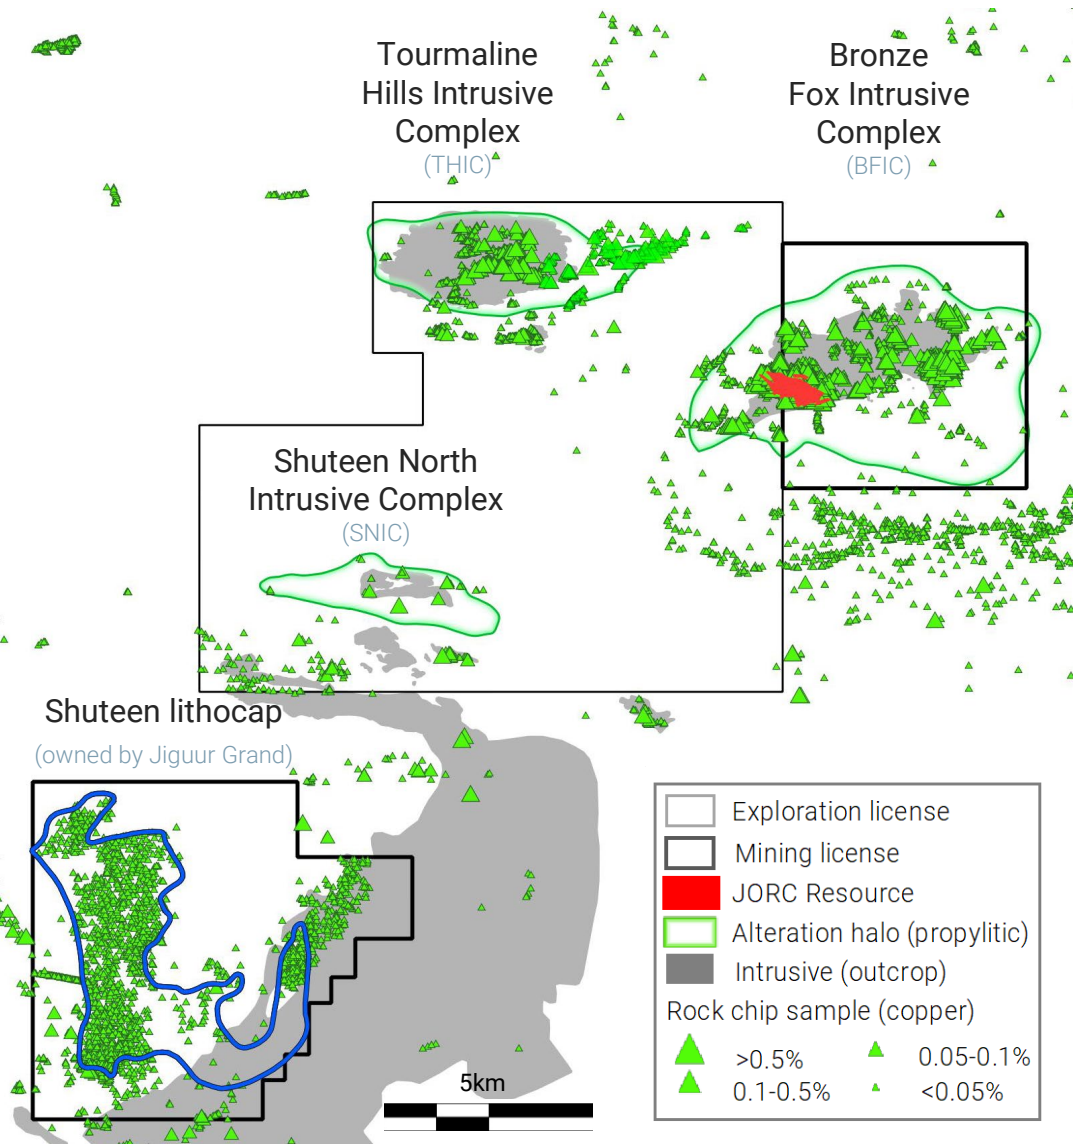 Tourmaline
Hills Intrusive
Complex
(THIC)
Bronze
Fox Intrusive
Complex
(BFIC)
Shuteen North
Intrusive Complex
(SNIC)
Shuteen lithocap
(owned by Jiguur Grand)
5km
Exploration license
Mining license
JORC Resource
Alteration halo (propylitic)
Intrusive (outcrop)
Rock chip sample (copper)
>0.5%
0.05-0.1%
0.1-0.5%
<0.05%